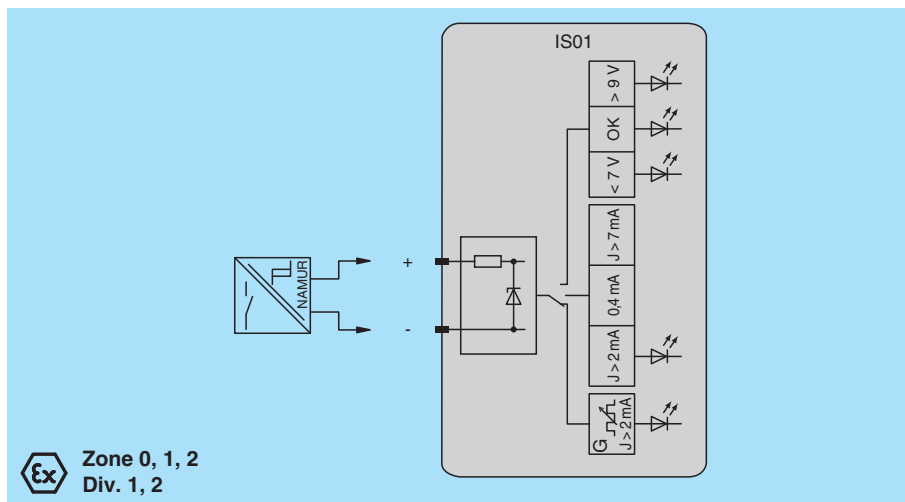 IS01
> 9 V
OK
< 7 V
J > 7 mA
0,4 mA
J > 2 mA
G
J > 2 mA
NAMUR
+
-
Ex
Zone 0, 1, 2
Div. 1, 2